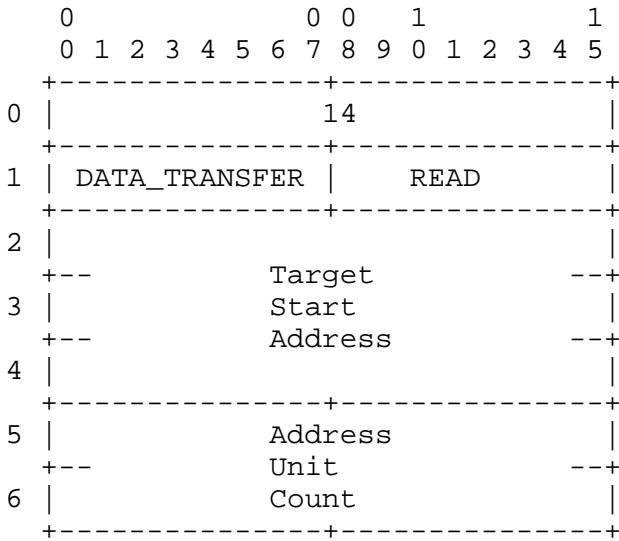 0 0 0 1 1
0 1 2 3 4 5 6 7 8 9 0 1 2 3 4 5
+---------------+---------------+
0 | 14 |
+---------------+---------------+
1 | DATA_TRANSFER | READ |
+---------------+---------------+
2 | |
+-- Target --+
3 | Start |
+-- Address --+
4 | |
+---------------+---------------+
5 | Address |
+-- Unit --+
6 | Count |
+---------------+---------------+